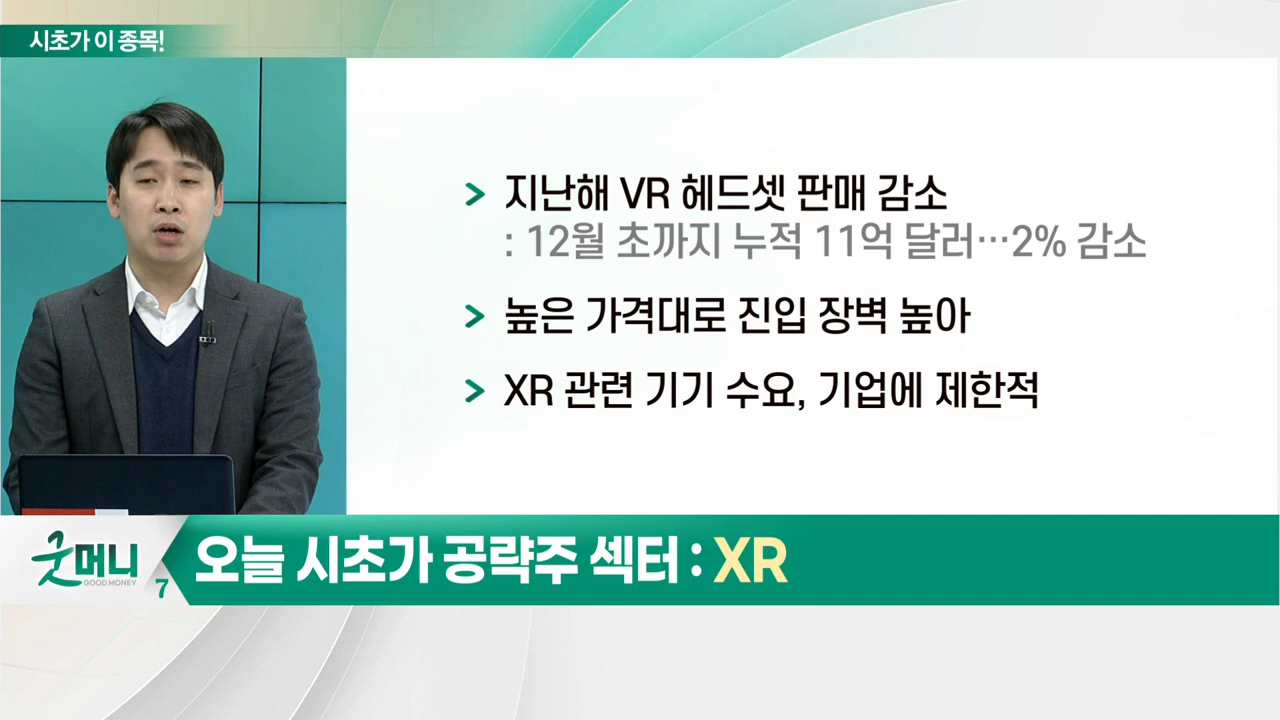 시초가 이 종목!
> 지난해 VR 헤드셋 판매 감소
: 12월 초까지 누적 11억 달러…2% 감소
> 높은 가격대로 진입 장벽 높아
> XR 관련 기기 수요, 기업에 제한적
굿머니
GOOD MONEY
7
오늘 시초가 공략주 섹터 : XR